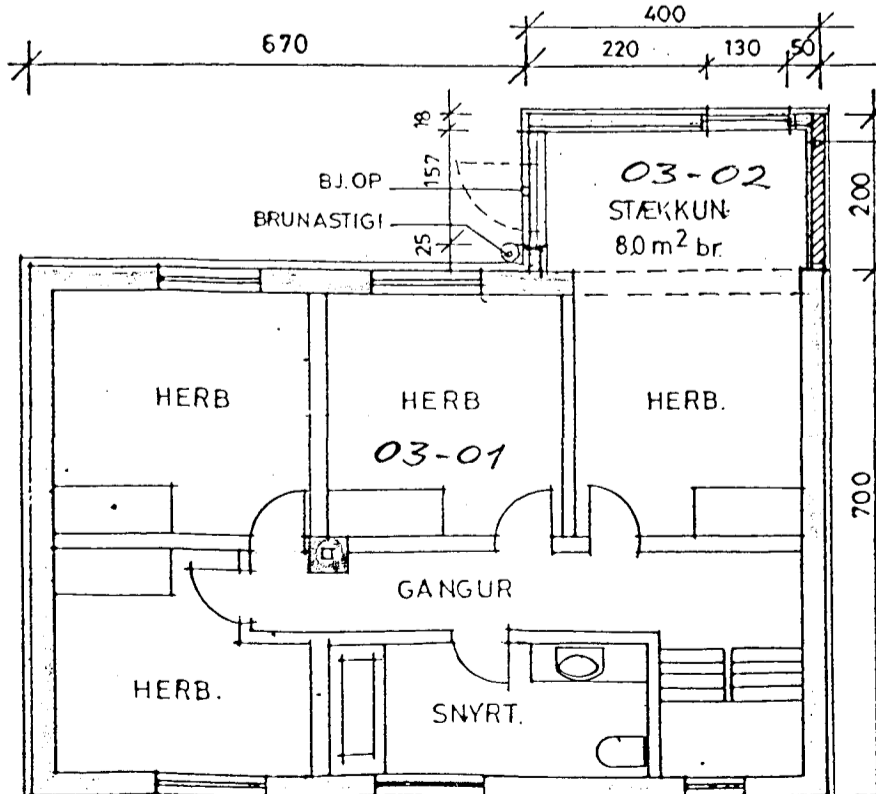 400
670
220 130 50
18
157
25
BJ.OP
BRUNASTIGI
03-02
STÆKKUN
8.0 m² br.
200
HERB
HERB
HERB.
03-01
700
GANGUR
HERB.
SNYRT.